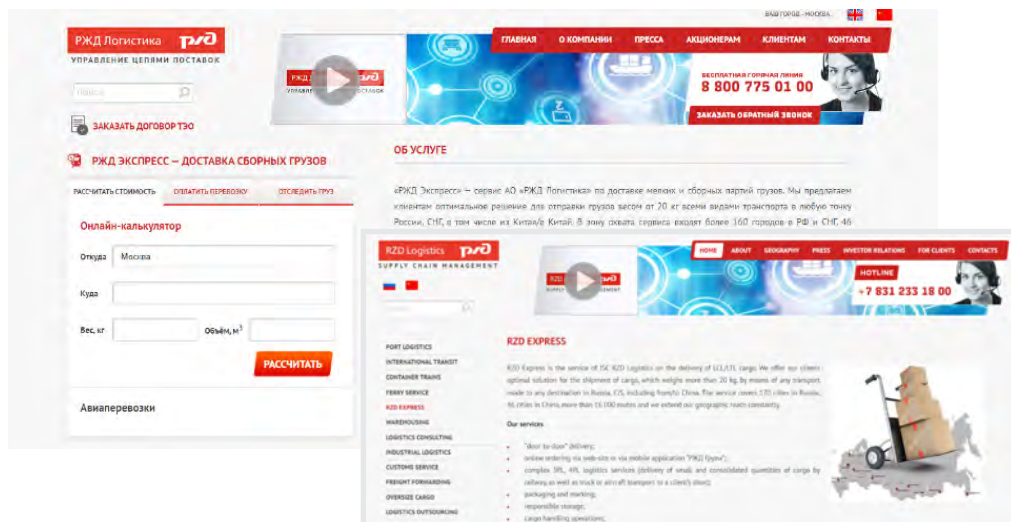 ВАШ ГОРОД - МОСКВА
РЖД Логистика
УПРАВЛЕНИЕ ЦЕПЯМИ ПОСТАВОК
Поиск
ЗАКАЗАТЬ ДОГОВОР ТЭО
ГЛАВНАЯ О КОМПАНИИ ПРЕССА АКЦИОНЕРАМ КЛИЕНТАМ КОНТАКТЫ
БЕСПЛАТНАЯ ГОРЯЧАЯ ЛИНИЯ
8 800 775 01 00
ЗАКАЗАТЬ ОБРАТНЫЙ ЗВОНОК
РЖД ЭКСПРЕСС — ДОСТАВКА СБОРНЫХ ГРУЗОВ
РАССЧИТАТЬ СТОИМОСТЬ ОПЛАТИТЬ ПЕРЕВОЗКУ ОТСЛЕДИТЬ ГРУЗ
Онлайн-калькулятор
Откуда Москва
Куда
Вес, кг Объём, м³
РАССЧИТАТЬ
Авиаперевозки
ОБ УСЛУГЕ
«РЖД Экспресс» — сервис АО «РЖД Логистика» по доставке мелких и сборных партий грузов. Мы предлагаем
клиентам оптимальное решение для отправки грузов весом от 20 кг всеми видами транспорта в любую точку
России, СНГ, в том числе из Китая/в Китай. В зону охвата сервиса входят более 160 городов в РФ и СНГ, 46
RZD Logistics
SUPPLY CHAIN MANAGEMENT
HOME ABOUT GEOGRAPHY PRESS INVESTOR RELATIONS FOR CLIENTS CONTACTS
HOTLINE
+7 831 233 18 00
PORT LOGISTICS
INTERNATIONAL TRANSIT
CONTAINER TRAINS
FERRY SERVICE
RZD EXPRESS
WAREHOUSING
LOGISTICS CONSULTING
INDUSTRIAL LOGISTICS
CUSTOMS SERVICE
FREIGHT FORWARDING
OVERSIZE CARGO
LOGISTICS OUTSOURCING
RZD EXPRESS
RZD Express is the service of JSC RZD Logistics on the delivery of LCL/LTL cargo. We offer our clients
optimal solution for the shipment of cargo, which weight more than 20 kg, by means of any transport
mode to any destination in Russia, CIS, including from/to China. The service covers 170 cities in Russia,
46 cities in China, more than 16 000 routes and we extend our geographic reach constantly.
Our services
"door-to-door" delivery;
online ordering via web-site or via mobile application "РЖД Грузы";
complex 3PL, 4PL logistics services (delivery of small and consolidated quantities of cargo by
railway, as well as truck or aircraft transport to a client's door);
packaging and marking;
responsible storage;
cargo handling operations;